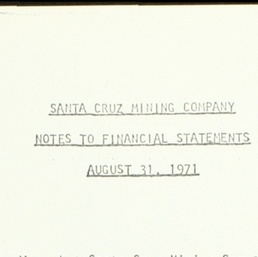 SANTA CRUZ MINING COMPANY
NOTES TO FINANCIAL STATEMENTS
AUGUST 31, 1971